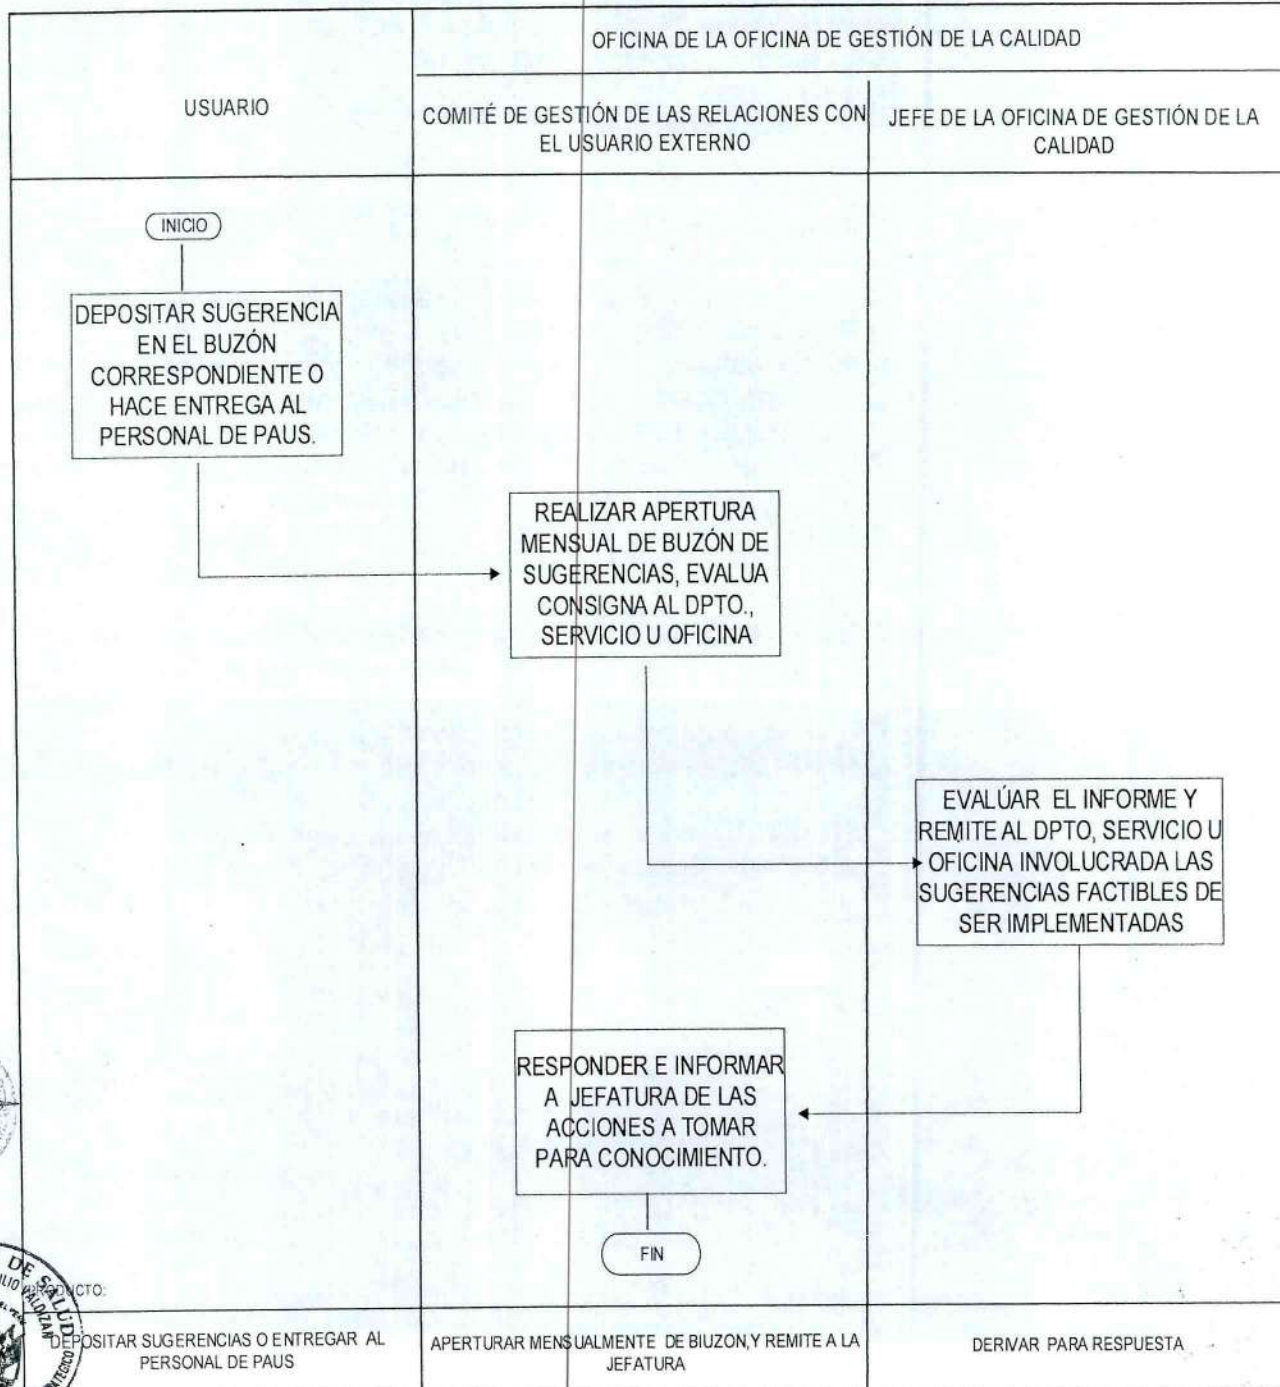 OFICINA DE LA OFICINA DE GESTIÓN DE LA CALIDAD
USUARIO
COMITÉ DE GESTIÓN DE LAS RELACIONES CON
EL USUARIO EXTERNO
JEFE DE LA OFICINA DE GESTIÓN DE LA
CALIDAD
INICIO
DEPOSITAR SUGERENCIA
EN EL BUZÓN
CORRESPONDIENTE O
HACE ENTREGA AL
PERSONAL DE PAUS.
REALIZAR APERTURA
MENSUAL DE BUZÓN DE
SUGERENCIAS, EVALUA
CONSIGNA AL DPTO.,
SERVICIO U OFICINA
EVALÚAR EL INFORME Y
REMITE AL DPTO, SERVICIO U
OFICINA INVOLUCRADA LAS
SUGERENCIAS FACTIBLES DE
SER IMPLEMENTADAS
RESPONDER E INFORMAR
A JEFATURA DE LAS
ACCIONES A TOMAR
PARA CONOCIMIENTO.
FIN
DE SALUD
VALDIZAN
PRODUCTO:
DEPOSITAR SUGERENCIAS O ENTREGAR AL
PERSONAL DE PAUS
APERTURAR MENSUALMENTE DE BIUZON,Y REMITE A LA
JEFATURA
DERIVAR PARA RESPUESTA